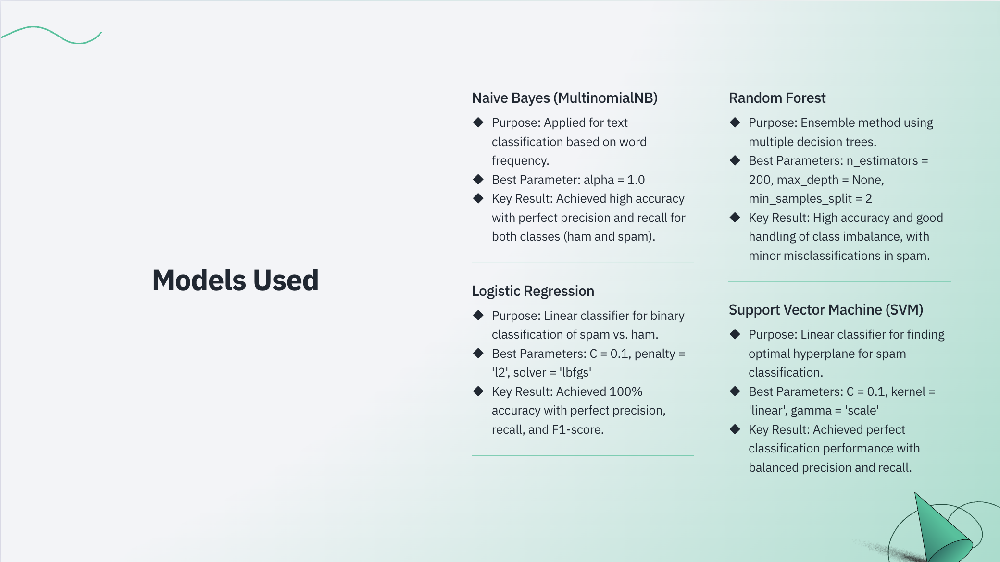 Models Used
Naive Bayes (MultinomialNB)
◆ Purpose: Applied for text
classification based on word
frequency.
◆ Best Parameter: alpha = 1.0
◆ Key Result: Achieved high accuracy
with perfect precision and recall for
both classes (ham and spam).
Logistic Regression
◆ Purpose: Linear classifier for binary
classification of spam vs. ham.
◆ Best Parameters: C = 0.1, penalty =
'l2', solver = 'lbfgs'
◆ Key Result: Achieved 100%
accuracy with perfect precision,
recall, and F1-score.
Random Forest
◆ Purpose: Ensemble method using
multiple decision trees.
◆ Best Parameters: n_estimators =
200, max_depth = None,
min_samples_split = 2
◆ Key Result: High accuracy and good
handling of class imbalance, with
minor misclassifications in spam.
Support Vector Machine (SVM)
◆ Purpose: Linear classifier for finding
optimal hyperplane for spam
classification.
◆ Best Parameters: C = 0.1, kernel =
'linear', gamma = 'scale'
◆ Key Result: Achieved perfect
classification performance with
balanced precision and recall.